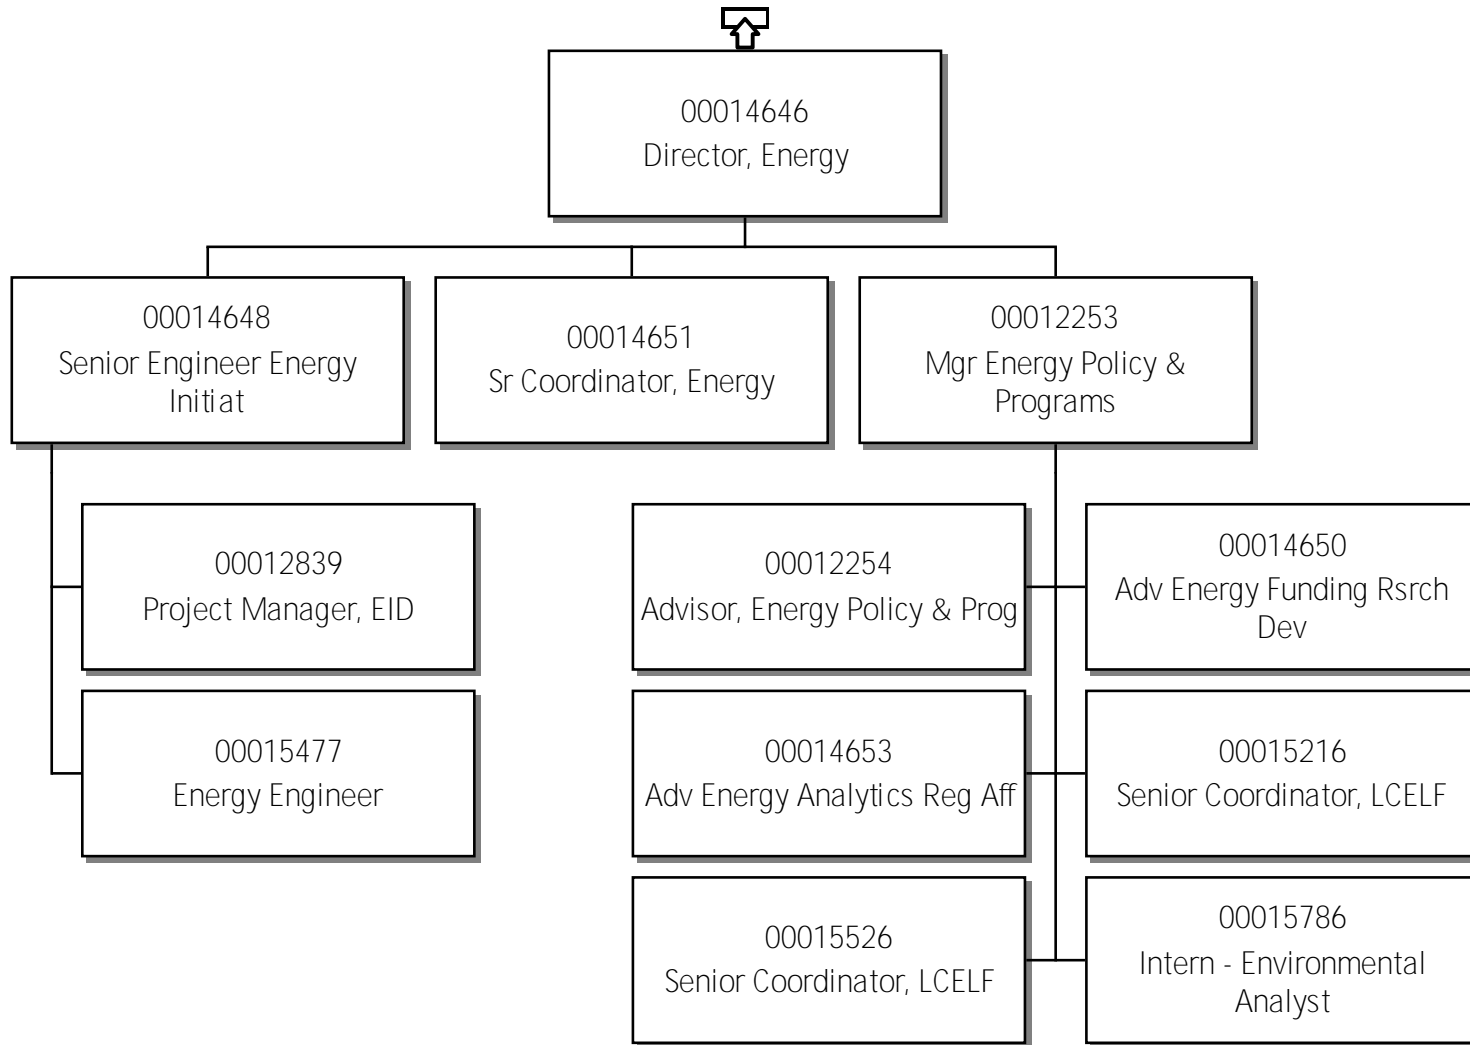 00014646
Director, Energy
00014648
Senior Engineer Energy
Initiat
00014651
Sr Coordinator, Energy
00012253
Mgr Energy Policy &
Programs
00012839
Project Manager, EID
00015477
Energy Engineer
00012254
Advisor, Energy Policy & Prog
00014650
Adv Energy Funding Rsrch
Dev
00014653
Adv Energy Analytics Reg Aff
00015216
Senior Coordinator, LCELF
00015526
Senior Coordinator, LCELF
00015786
Intern - Environmental
Analyst